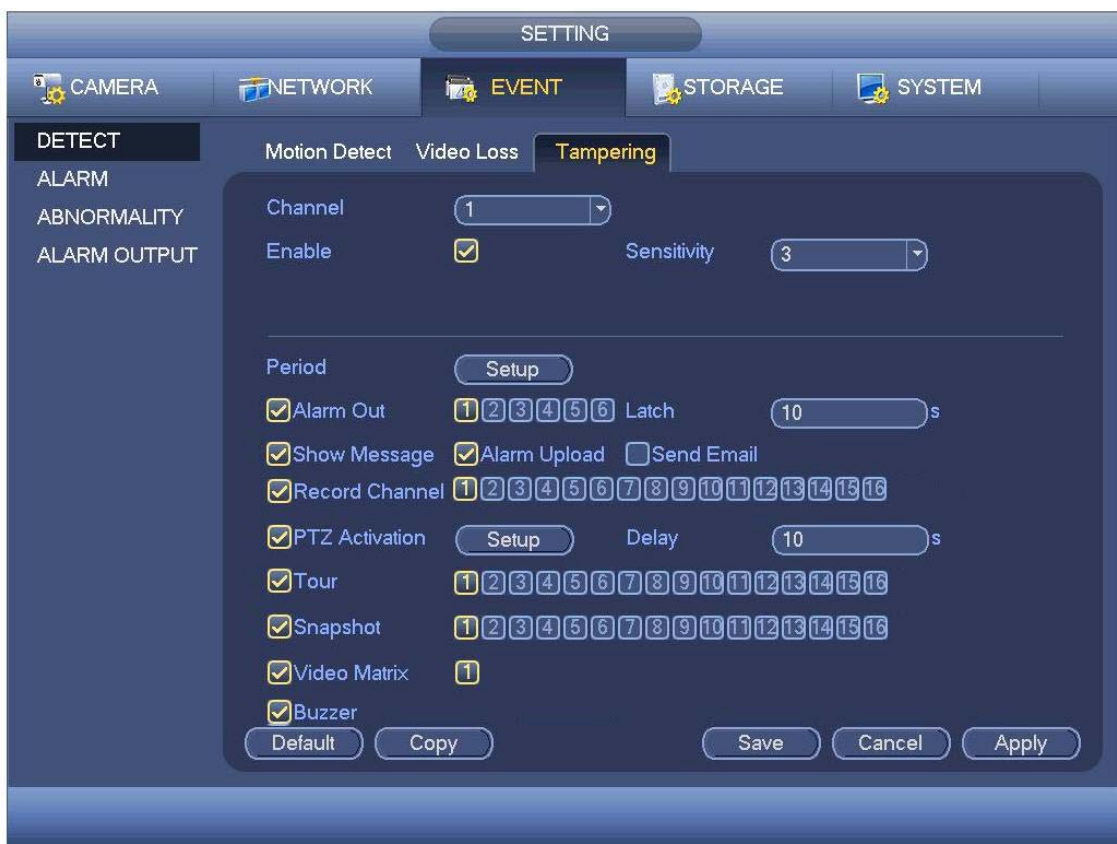 SETTING
CAMERA NETWORK EVENT STORAGE SYSTEM
DETECT
ALARM
ABNORMALITY
ALARM OUTPUT
Motion Detect Video Loss Tampering
Channel 1
Enable Sensitivity 3
Period Setup
Alarm Out 1 2 3 4 5 6 Latch 10 s
Show Message Alarm Upload Send Email
Record Channel 1 2 3 4 5 6 7 8 9 10 11 12 13 14 15 16
PTZ Activation Setup Delay 10 s
Tour 1 2 3 4 5 6 7 8 9 10 11 12 13 14 15 16
Snapshot 1 2 3 4 5 6 7 8 9 10 11 12 13 14 15 16
Video Matrix 1
Buzzer
Default Copy Save Cancel Apply